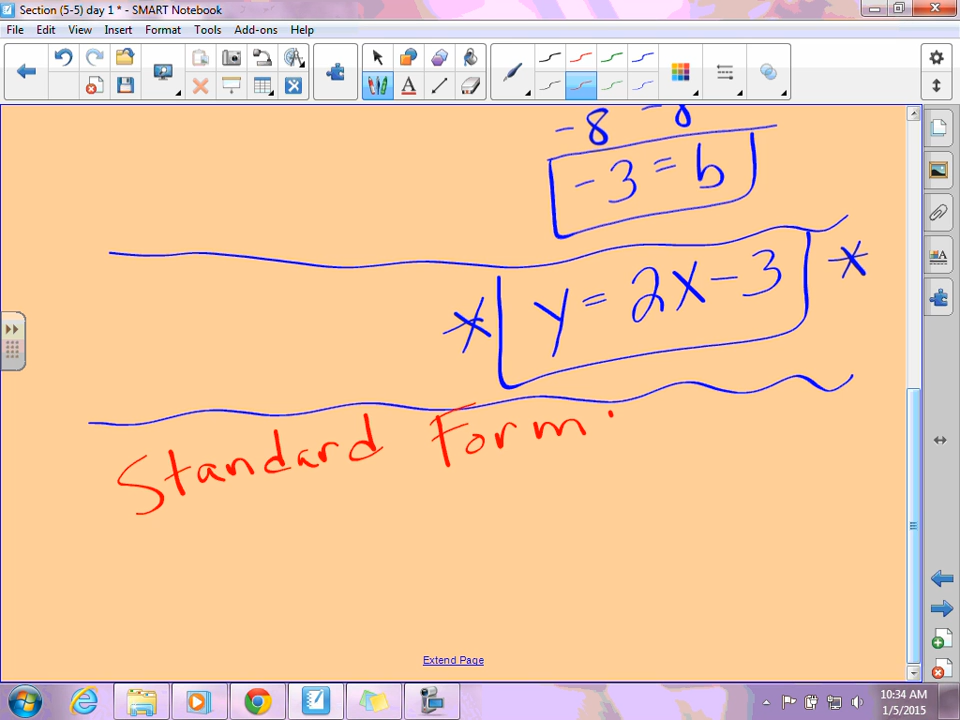 Section (5-5) day 1 * - SMART Notebook
File Edit View Insert Format Tools Add-ons Help
-8 -8
-3 = b
* y = 2x - 3 *
Standard Form:
Extend Page
10:34 AM
1/5/2015